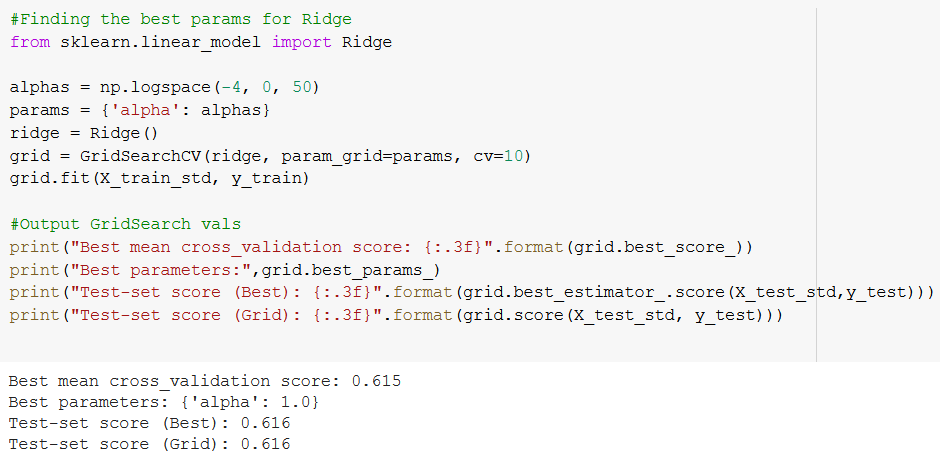 #Finding the best params for Ridge
from sklearn.linear_model import Ridge
alphas = np.logspace(-4, 0, 50)
params = {'alpha': alphas}
ridge = Ridge()
grid = GridSearchCV(ridge, param_grid=params, cv=10)
grid.fit(X_train_std, y_train)
#Output GridSearch vals
print("Best mean cross_validation score: {:.3f}".format(grid.best_score_))
print("Best parameters:",grid.best_params_)
print("Test-set score (Best): {:.3f}".format(grid.best_estimator_.score(X_test_std,y_test)))
print("Test-set score (Grid): {:.3f}".format(grid.score(X_test_std, y_test)))
Best mean cross_validation score: 0.615
Best parameters: {'alpha': 1.0}
Test-set score (Best): 0.616
Test-set score (Grid): 0.616